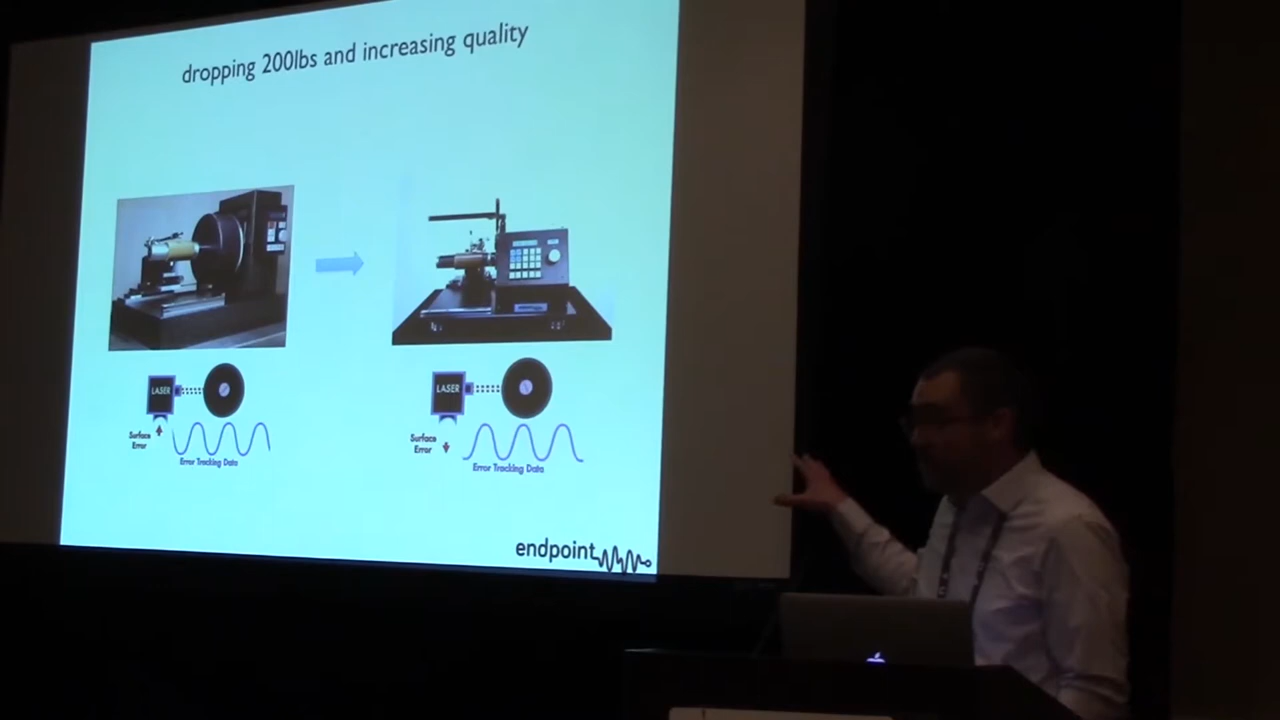 dropping 200lbs and increasing quality
LASER
Surface
Error
Error Tracking Data
LASER
Surface
Error
Error Tracking Data
endpoint